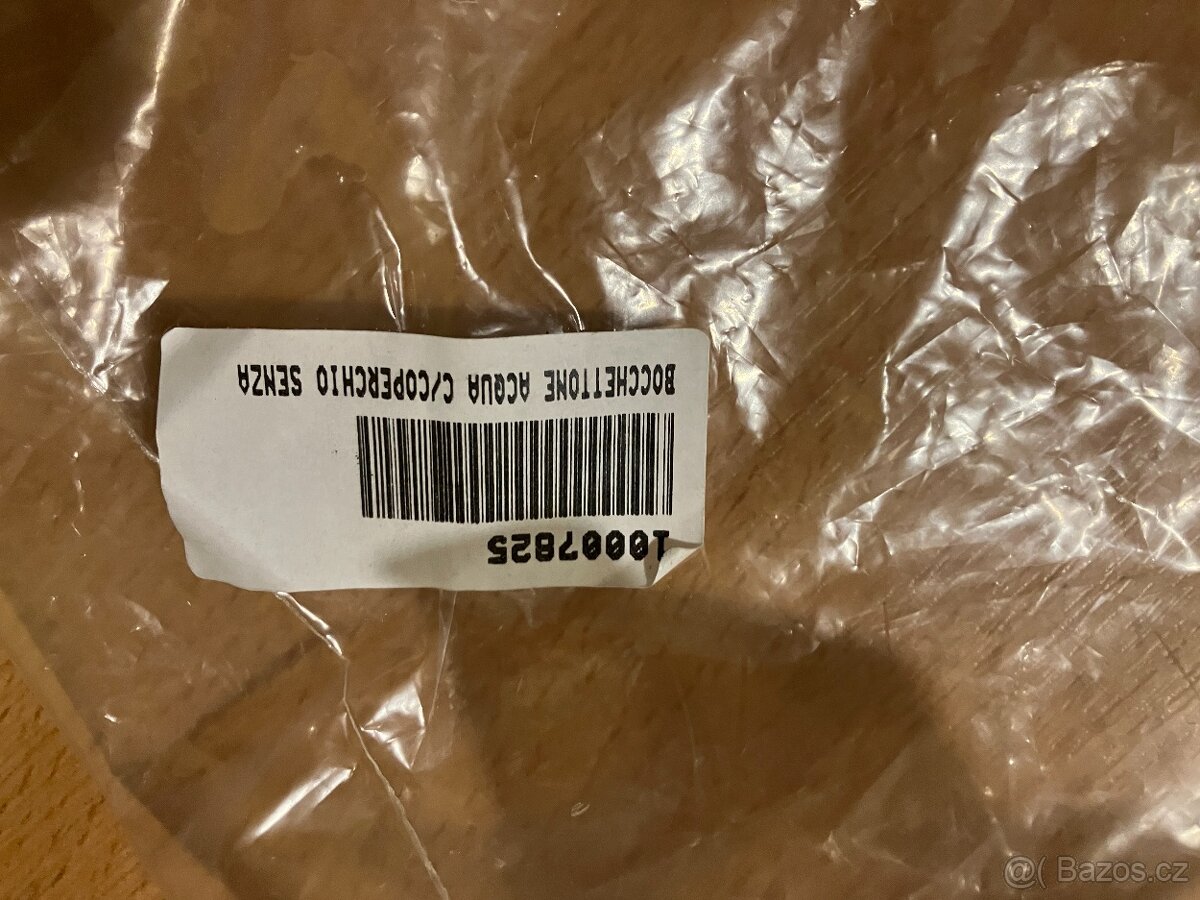 10007825
BOCCHETTONE ACQUA C/COPERCHIO SENZA
@( Bazos.cz